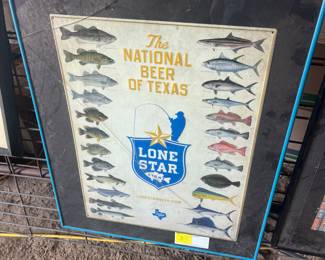 The
NATIONAL
BEER
OF TEXAS
LONE
STAR